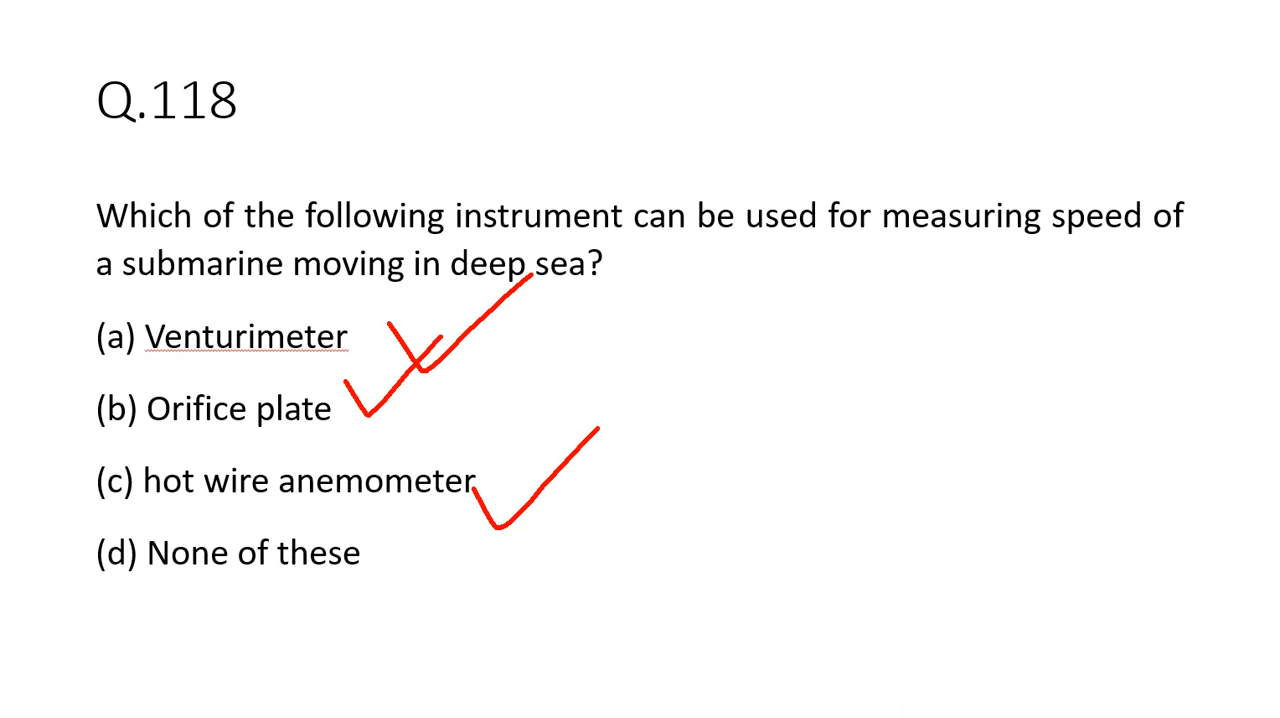 Q.118
Which of the following instrument can be used for measuring speed of
a submarine moving in deep sea?
(a) Venturimeter
(b) Orifice plate
(c) hot wire anemometer
(d) None of these